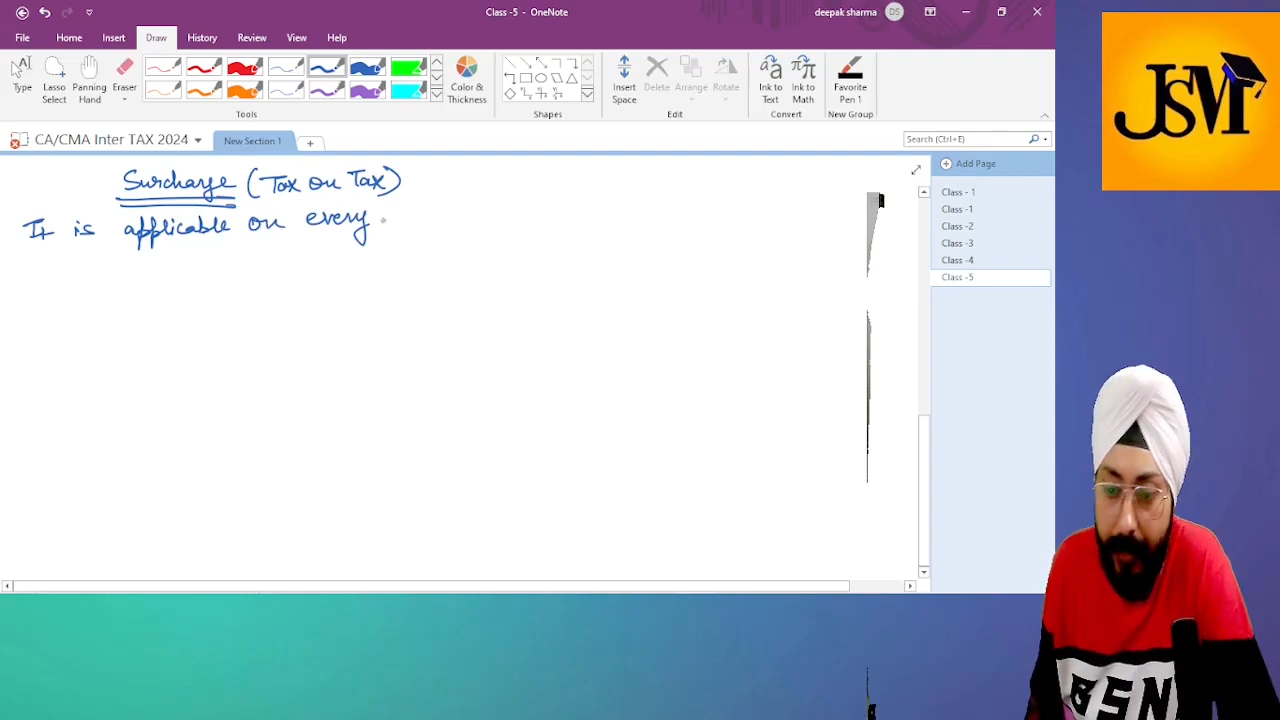 Class -5 - OneNote
deepak sharma
DS
File Home Insert Draw History Review View Help
Type
Lasso Select
Panning Hand
Eraser
Color & Thickness
Insert Space
Delete
Arrange
Rotate
Ink to Text
Ink to Math
Favorite Pen 1
Tools
Shapes
Edit
Convert
New Group
CA/CMA Inter TAX 2024
New Section 1
Search (Ctrl+E)
Surcharge (Tax on Tax)
It is applicable on every
Add Page
Class - 1
Class -1
Class -2
Class -3
Class -4
Class -5
JSM